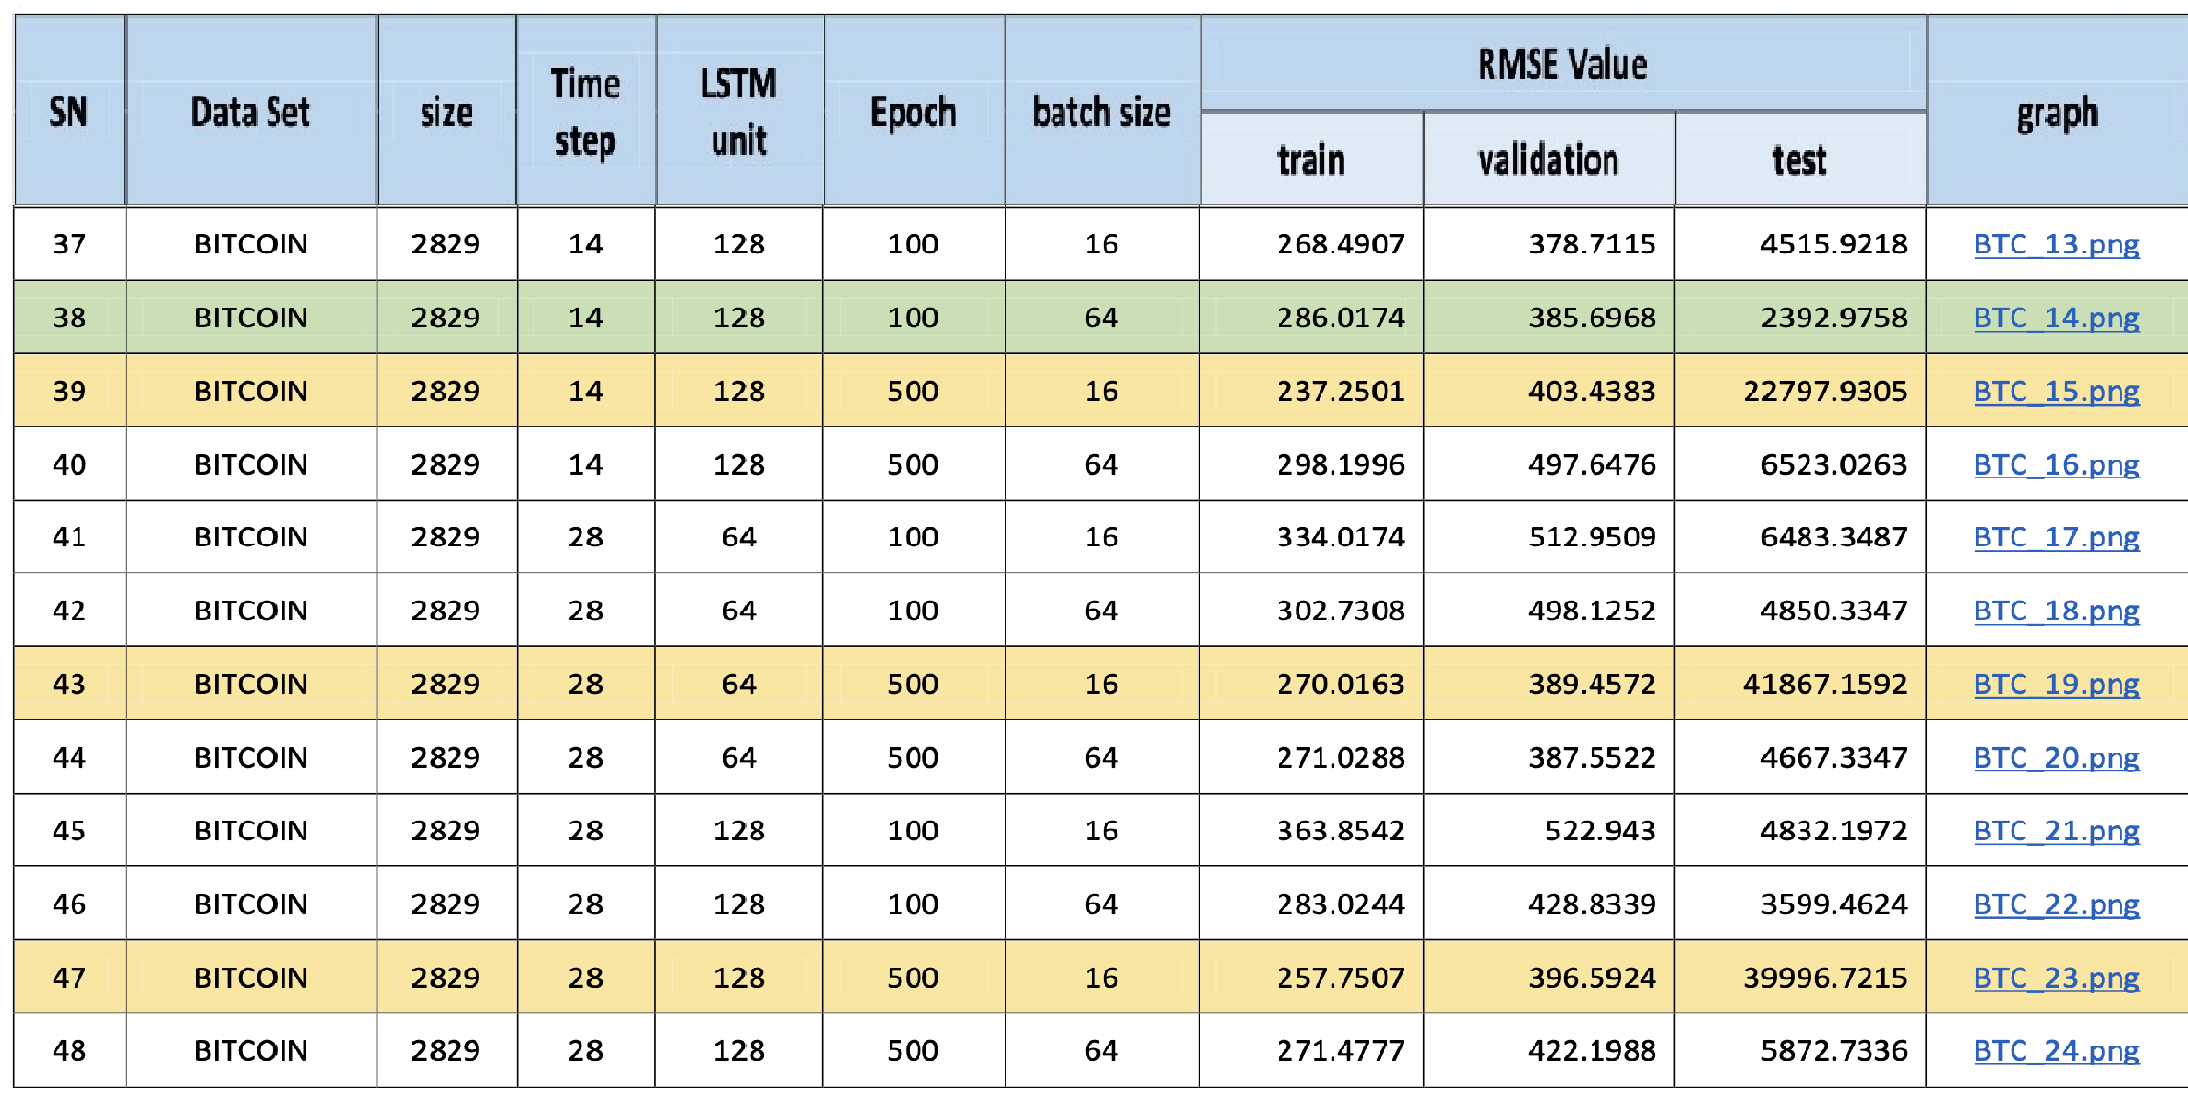 SN Data Set size Time step LSTM unit Epoch batch size RMSE Value graph
train validation test
37 BITCOIN 2829 14 128 100 16 268.4907 378.7115 4515.9218 BTC_13.png
38 BITCOIN 2829 14 128 100 64 286.0174 385.6968 2392.9758 BTC_14.png
39 BITCOIN 2829 14 128 500 16 237.2501 403.4383 22797.9305 BTC_15.png
40 BITCOIN 2829 14 128 500 64 298.1996 497.6476 6523.0263 BTC_16.png
41 BITCOIN 2829 28 64 100 16 334.0174 512.9509 6483.3487 BTC_17.png
42 BITCOIN 2829 28 64 100 64 302.7308 498.1252 4850.3347 BTC_18.png
43 BITCOIN 2829 28 64 500 16 270.0163 389.4572 41867.1592 BTC_19.png
44 BITCOIN 2829 28 64 500 64 271.0288 387.5522 4667.3347 BTC_20.png
45 BITCOIN 2829 28 128 100 16 363.8542 522.943 4832.1972 BTC_21.png
46 BITCOIN 2829 28 128 100 64 283.0244 428.8339 3599.4624 BTC_22.png
47 BITCOIN 2829 28 128 500 16 257.7507 396.5924 39996.7215 BTC_23.png
48 BITCOIN 2829 28 128 500 64 271.4777 422.1988 5872.7336 BTC_24.png